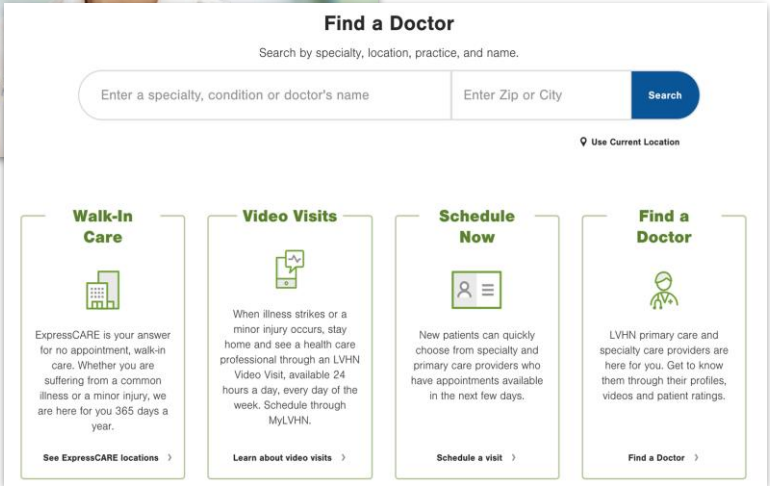 Find a Doctor
Search by specialty, location, practice, and name.
Enter a specialty, condition or doctor's name
Enter Zip or City
Search
Use Current Location
Walk-In
Care
ExpressCARE is your answer
for no appointment, walk-in
care. Whether you are
suffering from a common
illness or a minor injury, we
are here for you 365 days a
year.
See ExpressCARE locations
Video Visits
When illness strikes or a
minor injury occurs, stay
home and see a health care
professional through an LVHN
Video Visit, available 24
hours a day, every day of the
week. Schedule through
MyLVHN.
Learn about video visits
Schedule
Now
New patients can quickly
choose from specialty and
primary care providers who
have appointments available
in the next few days.
Schedule a visit
Find a
Doctor
LVHN primary care and
specialty care providers are
here for you. Get to know
them through their profiles,
videos and patient ratings.
Find a Doctor